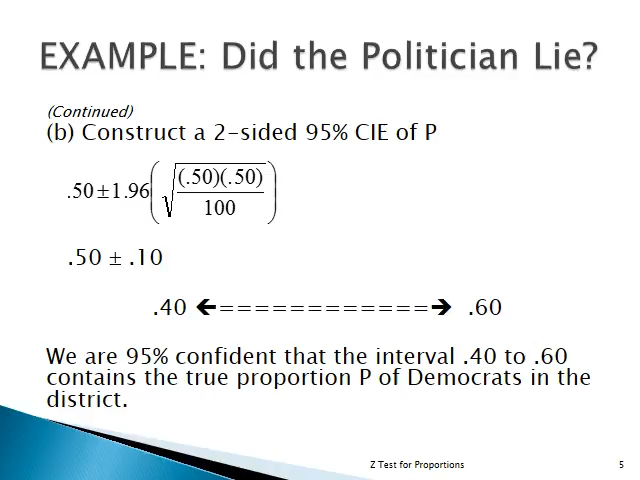 EXAMPLE: Did the Politician Lie?
(Continued)
(b) Construct a 2-sided 95% CIE of P
.50 ± 1.96 ( √ (.50)(.50) / 100 )
.50 ± .10
.40 🡸============🡺 .60
We are 95% confident that the interval .40 to .60
contains the true proportion P of Democrats in the
district.
Z Test for Proportions 5